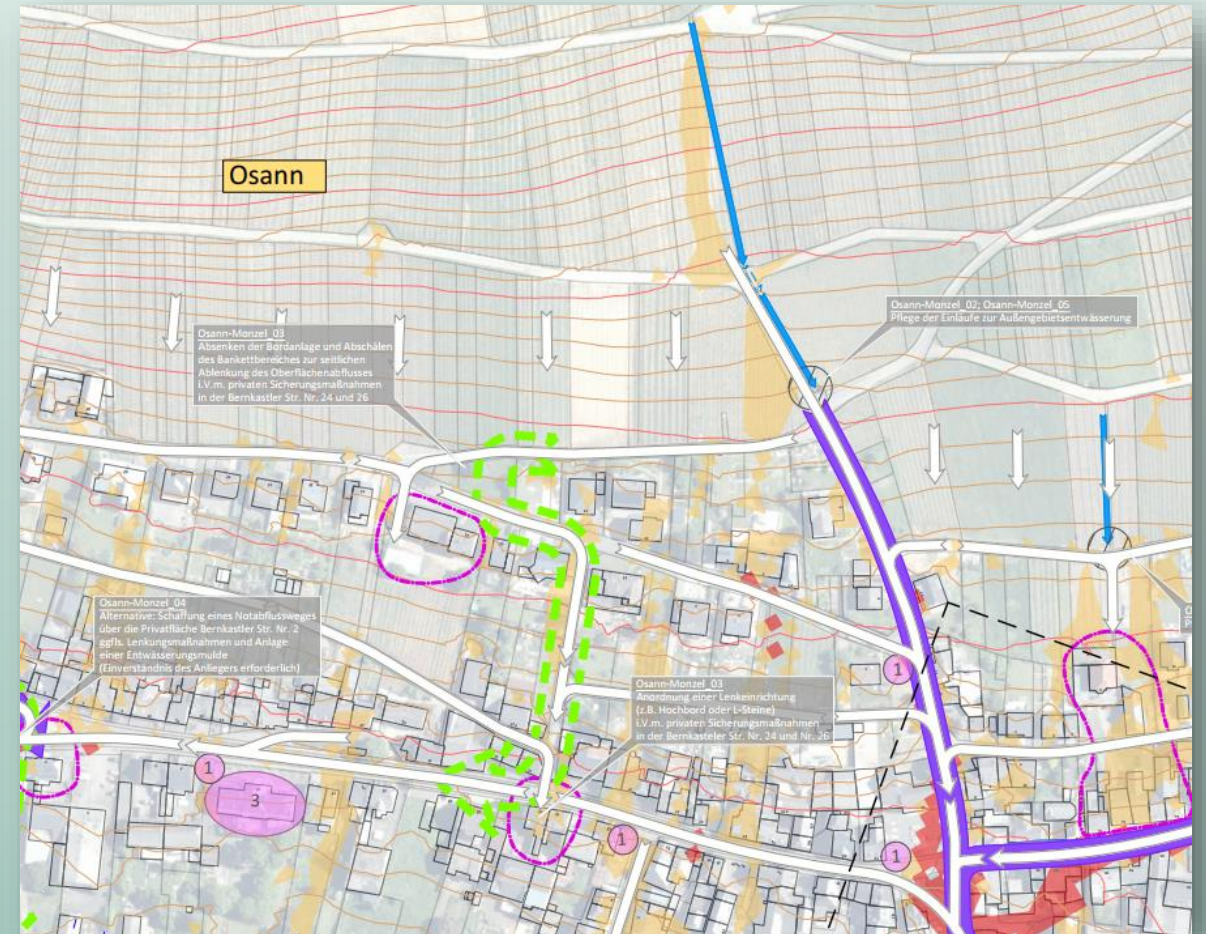 Osann
Osann-Monzel_02; Osann-Monzel_05
Pflege der Einläufe zur Außengebietsentwässerung
Osann-Monzel_03
Absenken der Bordanlage und Abschälen
des Bankettbereiches zur seitlichen
Ablenkung des Oberflächenabflusses
i.V.m. privaten Sicherungsmaßnahmen
in der Bernkastler Str. Nr. 24 und 26
Osann-Monzel_04
Alternative: Schaffung eines Notabflussweges
über die Privatfläche Bernkastler Str. Nr. 2
ggfls. Lenkungsmaßnahmen und Anlage
einer Entwässerungsmulde
(Einverständnis des Anliegers erforderlich)
Osann-Monzel_03
Anordnung einer Lenkeinrichtung
(z.B. Hochbord oder L-Steine)
i.V.m. privaten Sicherungsmaßnahmen
in der Bernkasteler Str. Nr. 24 und Nr. 26
1
1
3
1
1